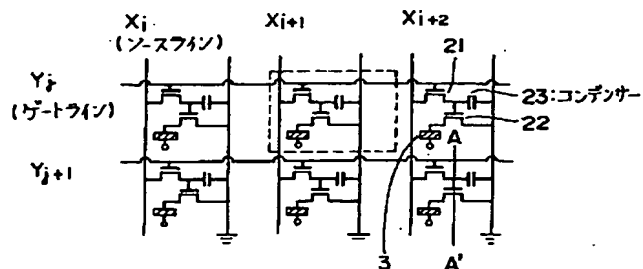 Xi Xi+1 Xi+2
(ソースライン)
21
Yj
23:コンデンサー
(ゲートライン)
22
A
Yj+1
3 A'